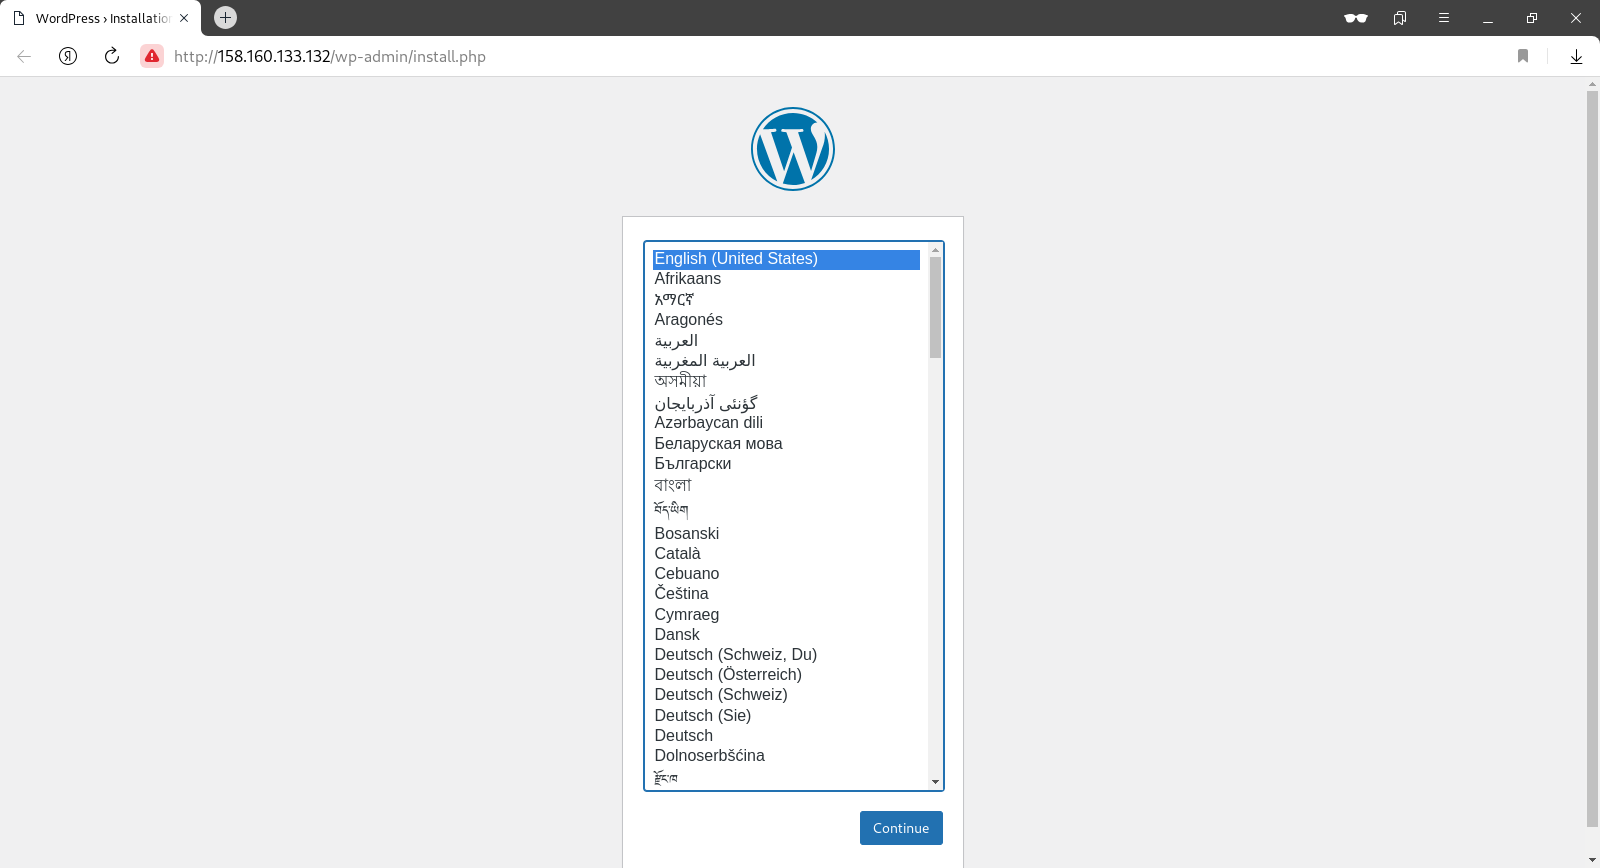 WordPress › Installation
http://158.160.133.132/wp-admin/install.php
English (United States)
Afrikaans
አማርኛ
Aragonés
العربية
العربية المغربية
অসমীয়া
گؤنئی آذربایجان
Azərbaycan dili
Беларуская мова
Български
বাংলা
བོད་ཡིག
Bosanski
Català
Cebuano
Čeština
Cymraeg
Dansk
Deutsch (Schweiz, Du)
Deutsch (Österreich)
Deutsch (Schweiz)
Deutsch (Sie)
Deutsch
Dolnoserbšćina
རྫོང་ཁ
Continue